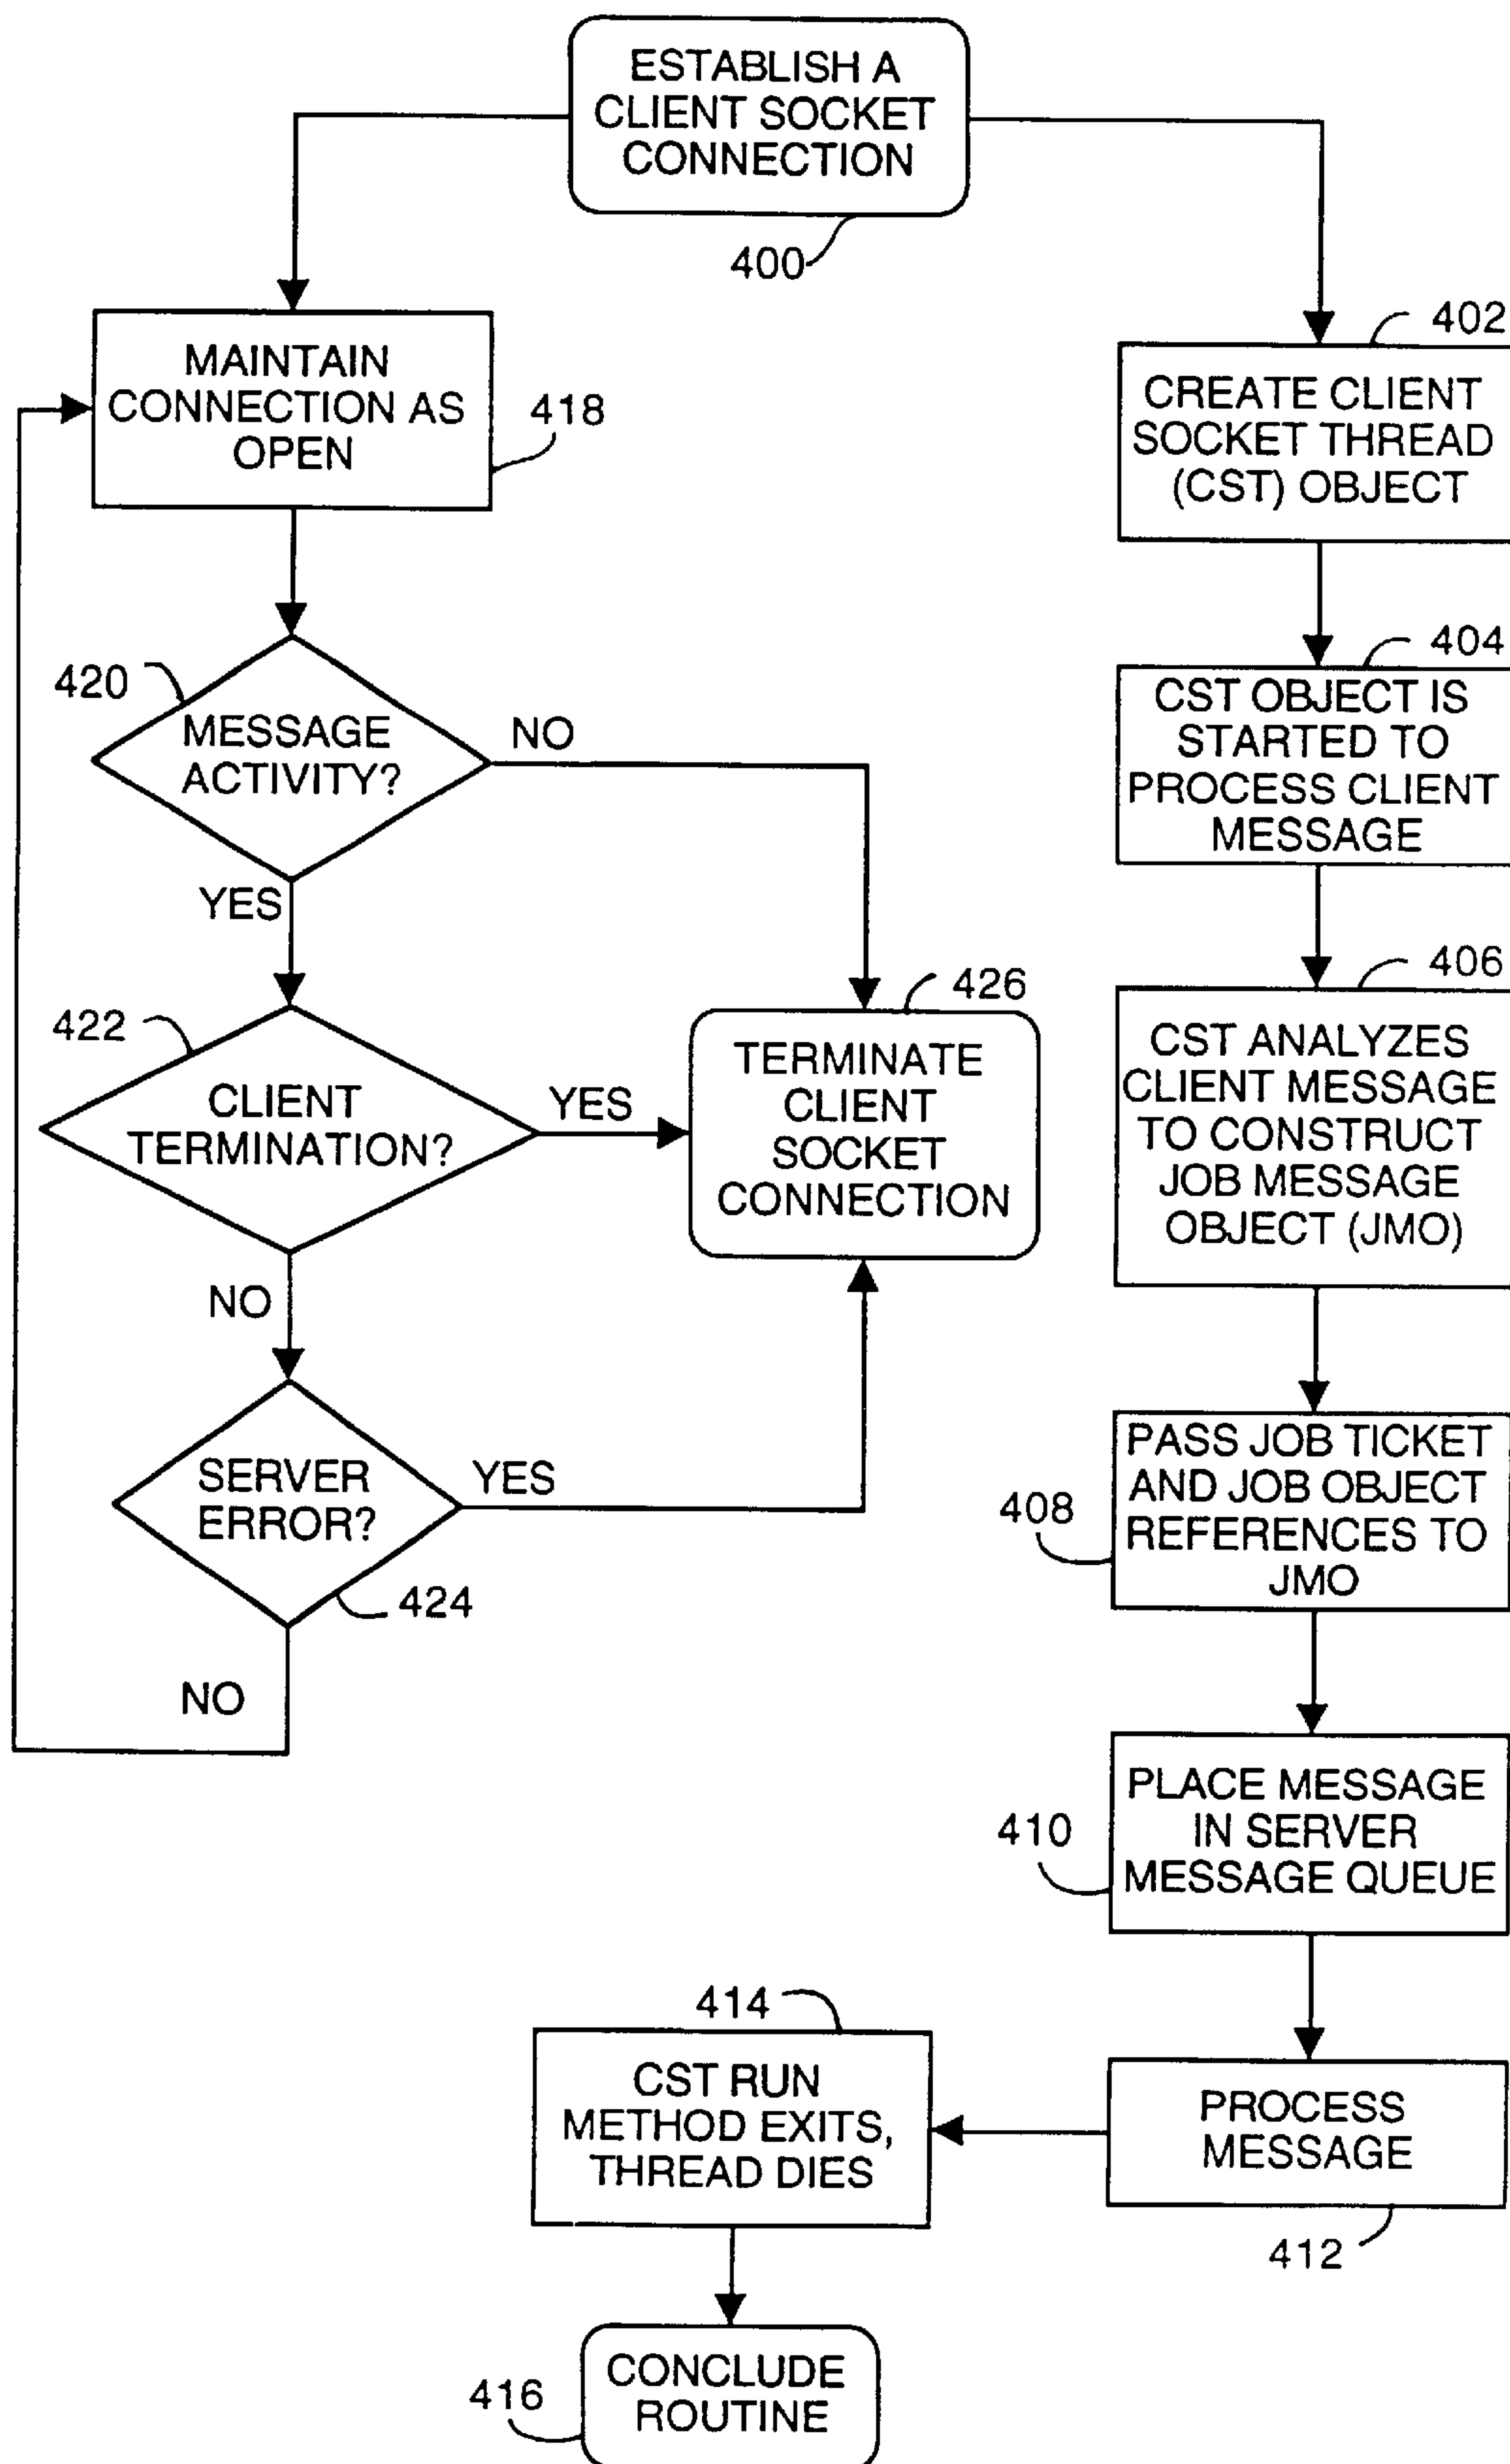 ESTABLISH A
CLIENT SOCKET
CONNECTION
400
MAINTAIN
CONNECTION AS
OPEN
418
402
CREATE CLIENT
SOCKET THREAD
(CST) OBJECT
420
MESSAGE
ACTIVITY?
NO
YES
404
CST OBJECT IS
STARTED TO
PROCESS CLIENT
MESSAGE
422
CLIENT
TERMINATION?
YES
NO
426
TERMINATE
CLIENT
SOCKET
CONNECTION
406
CST ANALYZES
CLIENT MESSAGE
TO CONSTRUCT
JOB MESSAGE
OBJECT (JMO)
SERVER
ERROR?
YES
424
NO
408
PASS JOB TICKET
AND JOB OBJECT
REFERENCES TO
JMO
410
PLACE MESSAGE
IN SERVER
MESSAGE QUEUE
414
CST RUN
METHOD EXITS,
THREAD DIES
PROCESS
MESSAGE
412
416
CONCLUDE
ROUTINE